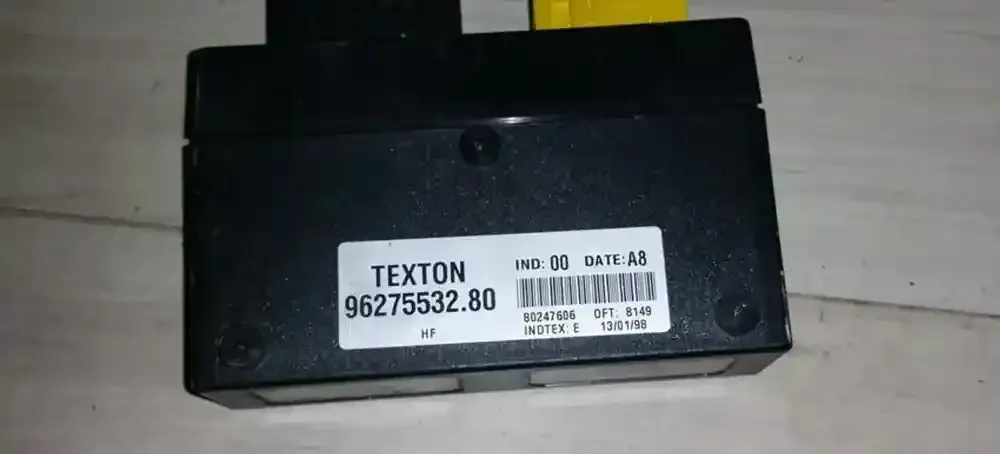 TEXTON
96275532.80
HF
IND: 00 DATE: A8
80247606 OFT: 8149
INDTEX: E 13/01/98